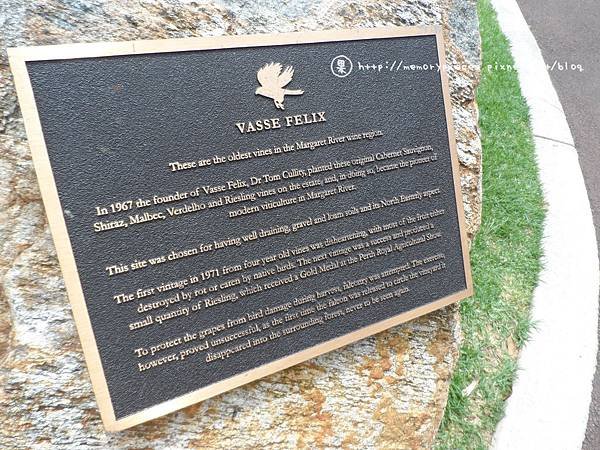 VASSE FELIX
These are the oldest vines in the Margaret River wine region.
In 1967 the founder of Vasse Felix, Dr Tom Cullity, planted these original Cabernet Sauvignon,
Shiraz, Malbec, Verdelho and Riesling vines on the estate, and, in doing so, became the pioneer of
modern viticulture in Margaret River.
This site was chosen for having well draining, gravel and loam soils and its North Easterly aspect.
The first vintage in 1971 from four year old vines was disheartening, with most of the fruit either
destroyed by rot or eaten by native birds. The next vintage was a success and produced a
small quantity of Riesling, which received a Gold Medal at the Perth Royal Agricultural Show.
To protect the grapes from bird damage during harvest, falconry was attempted. The exercise,
however, proved unsuccessful, as the first time the falcon was released to circle the vineyard it
disappeared into the surrounding forest, never to be seen again.